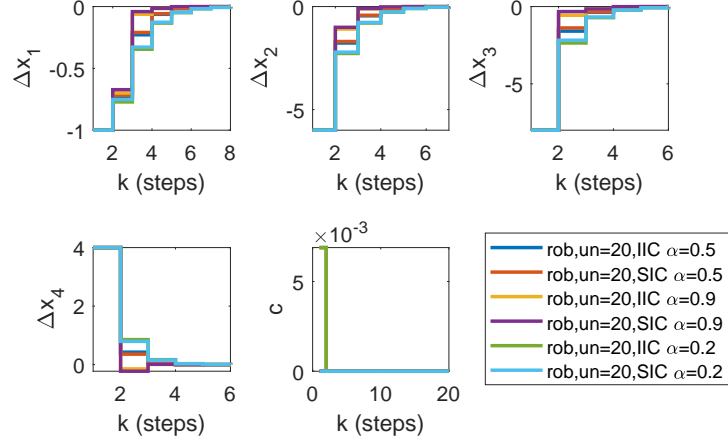 0
-0.5
-1
Δx1
2 4 6 8
k (steps)
0
-5
Δx2
2 4 6
k (steps)
0
-5
Δx3
2 4 6
k (steps)
4
2
0
Δx4
2 4 6
k (steps)
×10-3
5
0
c
0 10 20
k (steps)
rob,un=20,IIC α=0.5
rob,un=20,SIC α=0.5
rob,un=20,IIC α=0.9
rob,un=20,SIC α=0.9
rob,un=20,IIC α=0.2
rob,un=20,SIC α=0.2